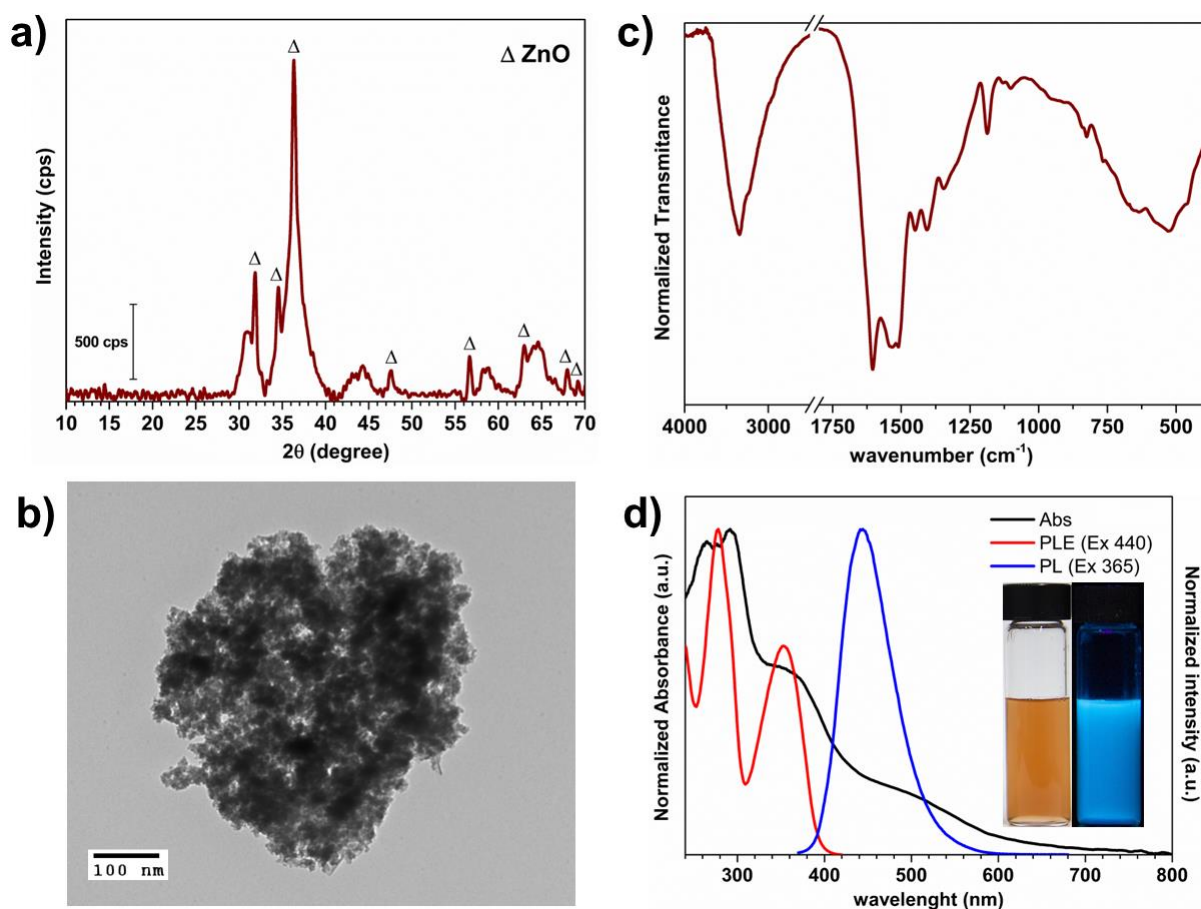 a)
Δ ZnO
Intensity (cps)
500 cps
Δ
Δ
Δ
Δ
Δ
Δ
Δ
Δ
10 15 20 25 30 35 40 45 50 55 60 65 70
2θ (degree)
c)
Normalized Transmitance
4000 3000 1750 1500 1250 1000 750 500
wavenumber (cm⁻¹)
b)
100 nm
d)
Abs
PLE (Ex 440)
PL (Ex 365)
Normalized Absorbance (a.u.)
Normalized intensity (a.u.)
300 400 500 600 700 800
wavelenght (nm)